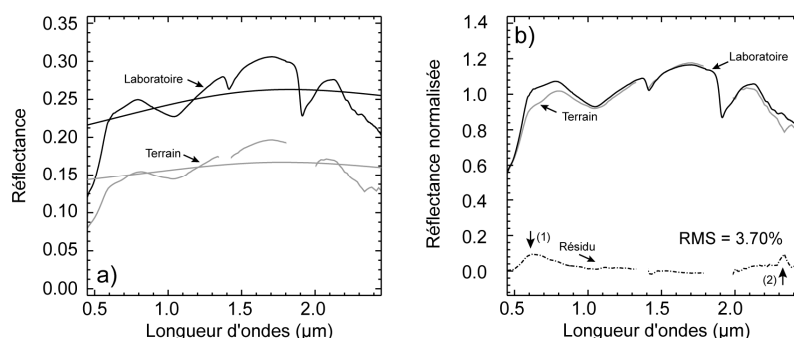 0.35
0.30
0.25
0.20
0.15
0.10
0.05
0.00
Réflectance
Laboratoire
Terrain
a)
0.5
1.0
1.5
2.0
Longueur d'ondes (µm)
b)
1.4
1.2
1.0
0.8
0.6
0.4
0.2
0.0
Réflectance normalisée
Laboratoire
Terrain
RMS = 3.70%
(1)
Résidu
(2)
0.5
1.0
1.5
2.0
Longueur d'ondes (µm)